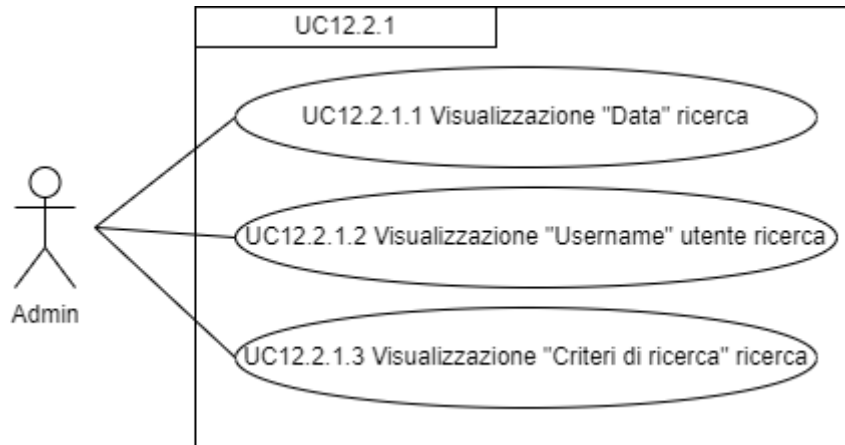 UC12.2.1
UC12.2.1.1 Visualizzazione "Data" ricerca
UC12.2.1.2 Visualizzazione "Username" utente ricerca
Admin
UC12.2.1.3 Visualizzazione "Criteri di ricerca" ricerca